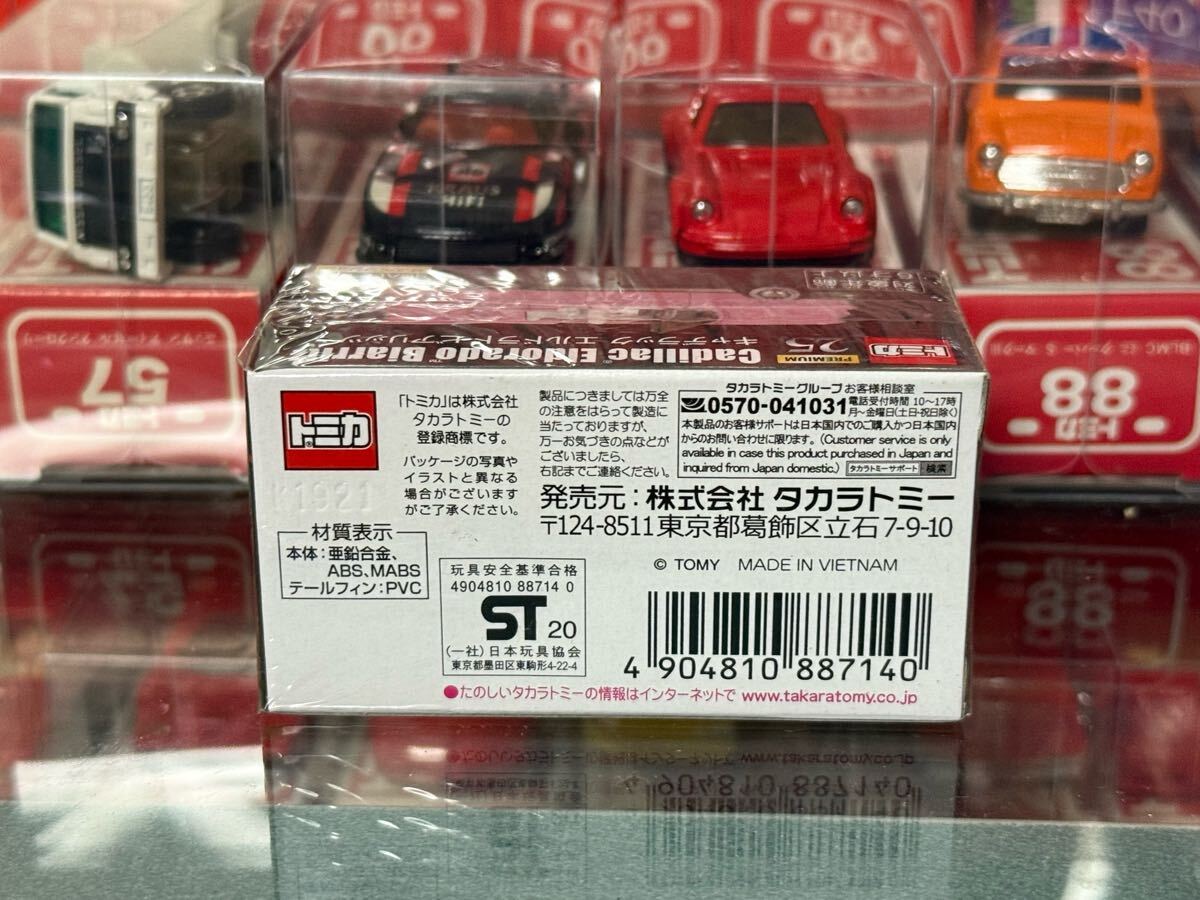 Cadillac Eldorado Biarritz
キャデラック エルドラド ビアリッツ
PREMIUM
25
トミカ
対象年齢
トミカ
「トミカ」は株式会社
タカラトミーの
登録商標です。
パッケージの写真や
イラストと異なる
場合がございます
がご了承ください。
1921
材質表示
本体:亜鉛合金、
ABS、MABS
テールフィン:PVC
製品につきましては万全
の注意をはらって製造に
当たっておりますが、
万一お気づきの点などが
ございましたら、
右記までご連絡ください。
タカラトミーグループ お客様相談室
0570-041031 電話受付時間 10〜17時
月〜金曜日(土日・祝日除く)
本製品のお客様サポートは日本国内でのご購入かつ日本国内
からのお問い合わせに限ります。(Customer service is only
available in case this product purchased in Japan and
inquired from Japan domestic.) タカラトミーサポート 検索
発売元:株式会社 タカラトミー
〒124-8511 東京都葛飾区立石7-9-10
© TOMY MADE IN VIETNAM
玩具安全基準合格
4904810 88714 0
ST 20
(一社)日本玩具協会
東京都墨田区東駒形4-22-4
4 904810 887140
●たのしいタカラトミーの情報はインターネットで www.takaratomy.co.jp
57
トミカ
88
トミカ
88